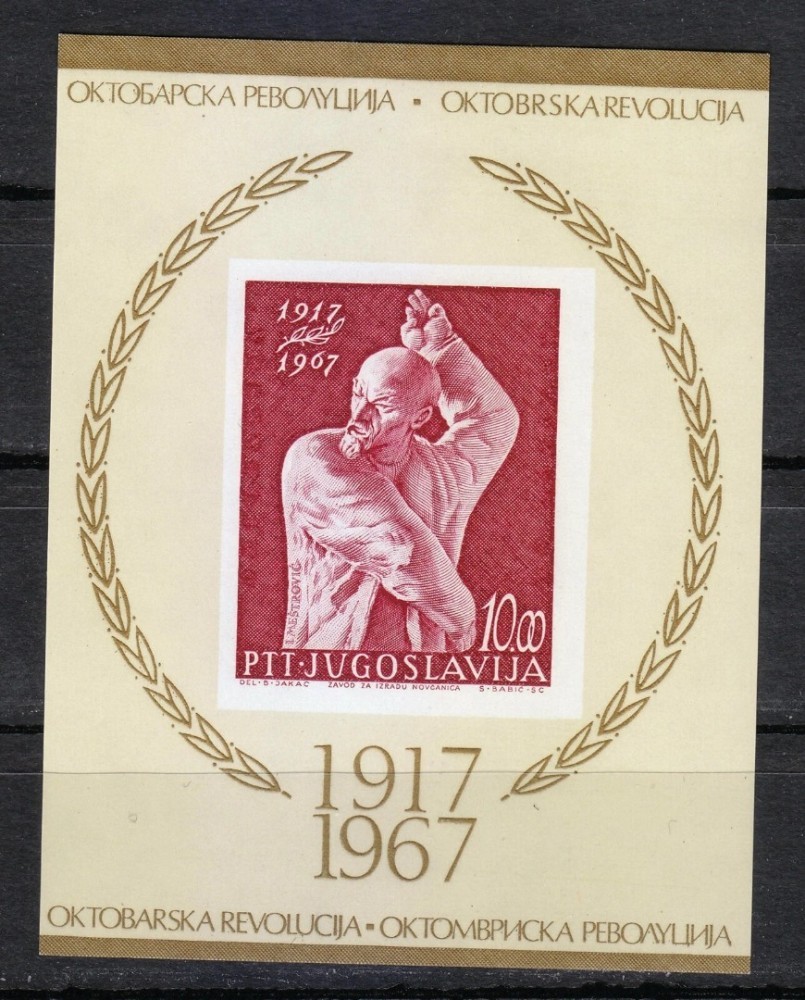 ОКТОБАРСКА РЕВОЛУЦИЈА ▪ OKTOBRSKA REVOLUCIJA
1917
1967
I. MEŠTROVIĆ
10.00
PTT·JUGOSLAVIJA
DEL·B·JAKAC ZAVOD ZA IZRADU NOVČANICA S·BABIĆ·SC
1917
1967
OKTOBARSKA REVOLUCIJA ▪ ОКТОМВРИСКА РЕВОЛУЦИЈА